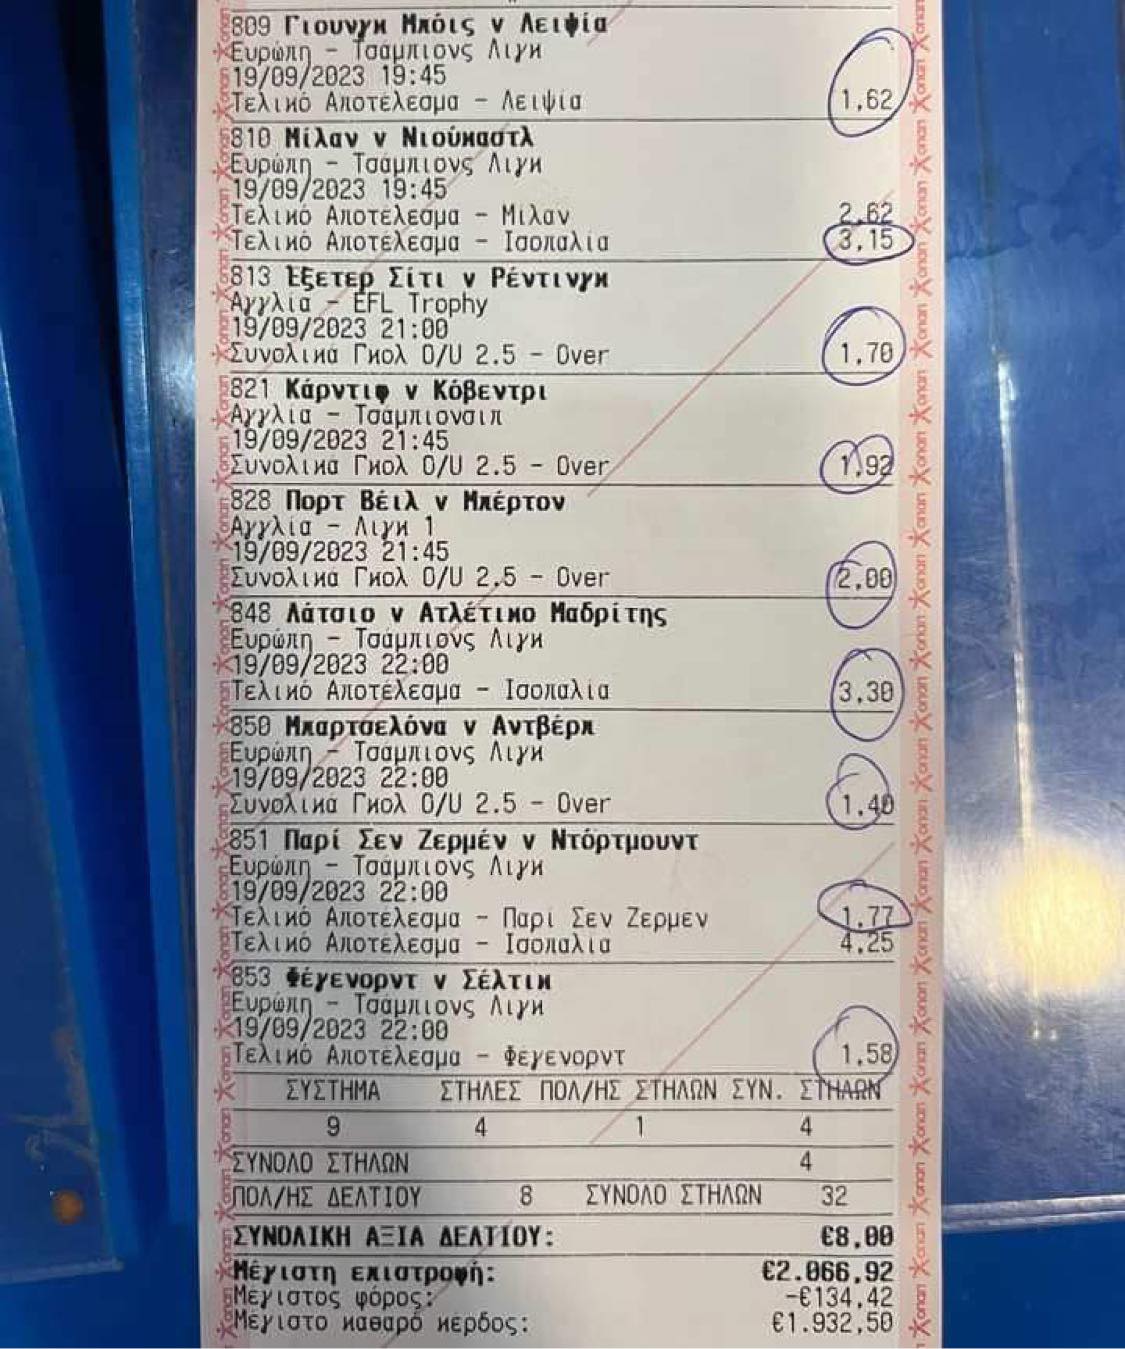 809 Γιουνγκ Μπόις v Λειψία
Ευρώπη - Τσάμπιονς Λιγκ
19/09/2023 19:45
Τελικό Αποτέλεσμα - Λειψία 1,62
810 Μίλαν v Νιούκαστλ
Ευρώπη - Τσάμπιονς Λιγκ
19/09/2023 19:45
Τελικό Αποτέλεσμα - Μίλαν 2,62
Τελικό Αποτέλεσμα - Ισοπαλία 3,15
813 Έξετερ Σίτι v Ρέντινγκ
Αγγλία - EFL Trophy
19/09/2023 21:00
Συνολικα Γκολ O/U 2.5 - Over 1,70
821 Κάρντιφ v Κόβεντρι
Αγγλία - Τσάμπιονσιπ
19/09/2023 21:45
Συνολικα Γκολ O/U 2.5 - Over 1,92
828 Πορτ Βέιλ v Μπέρτον
Αγγλία - Λιγκ 1
19/09/2023 21:45
Συνολικα Γκολ O/U 2.5 - Over 2,00
848 Λάτσιο v Ατλέτικο Μαδρίτης
Ευρώπη - Τσάμπιονς Λιγκ
19/09/2023 22:00
Τελικό Αποτέλεσμα - Ισοπαλία 3,30
850 Μπαρτσελόνα v Αντβέρπ
Ευρώπη - Τσάμπιονς Λιγκ
19/09/2023 22:00
Συνολικα Γκολ O/U 2.5 - Over 1,40
851 Παρί Σεν Ζερμέν v Ντόρτμουντ
Ευρώπη - Τσάμπιονς Λιγκ
19/09/2023 22:00
Τελικό Αποτέλεσμα - Παρί Σεν Ζερμέν 1,77
Τελικό Αποτέλεσμα - Ισοπαλία 4,25
853 Φέγενορντ v Σέλτικ
Ευρώπη - Τσάμπιονς Λιγκ
19/09/2023 22:00
Τελικό Αποτέλεσμα - Φέγενορντ 1,58
ΣΥΣΤΗΜΑ ΣΤΗΛΕΣ ΠΟΛ/ΗΣ ΣΤΗΛΩΝ ΣΥΝ. ΣΤΗΛΩΝ
9 4 1 4
ΣΥΝΟΛΟ ΣΤΗΛΩΝ 4
ΠΟΛ/ΗΣ ΔΕΛΤΙΟΥ 8 ΣΥΝΟΛΟ ΣΤΗΛΩΝ 32
ΣΥΝΟΛΙΚΗ ΑΞΙΑ ΔΕΛΤΙΟΥ: €8,00
Μέγιστη επιστροφή: €2.066,92
Μέγιστος φόρος: -€134,42
Μέγιστο καθαρό κέρδος: €1.932,50